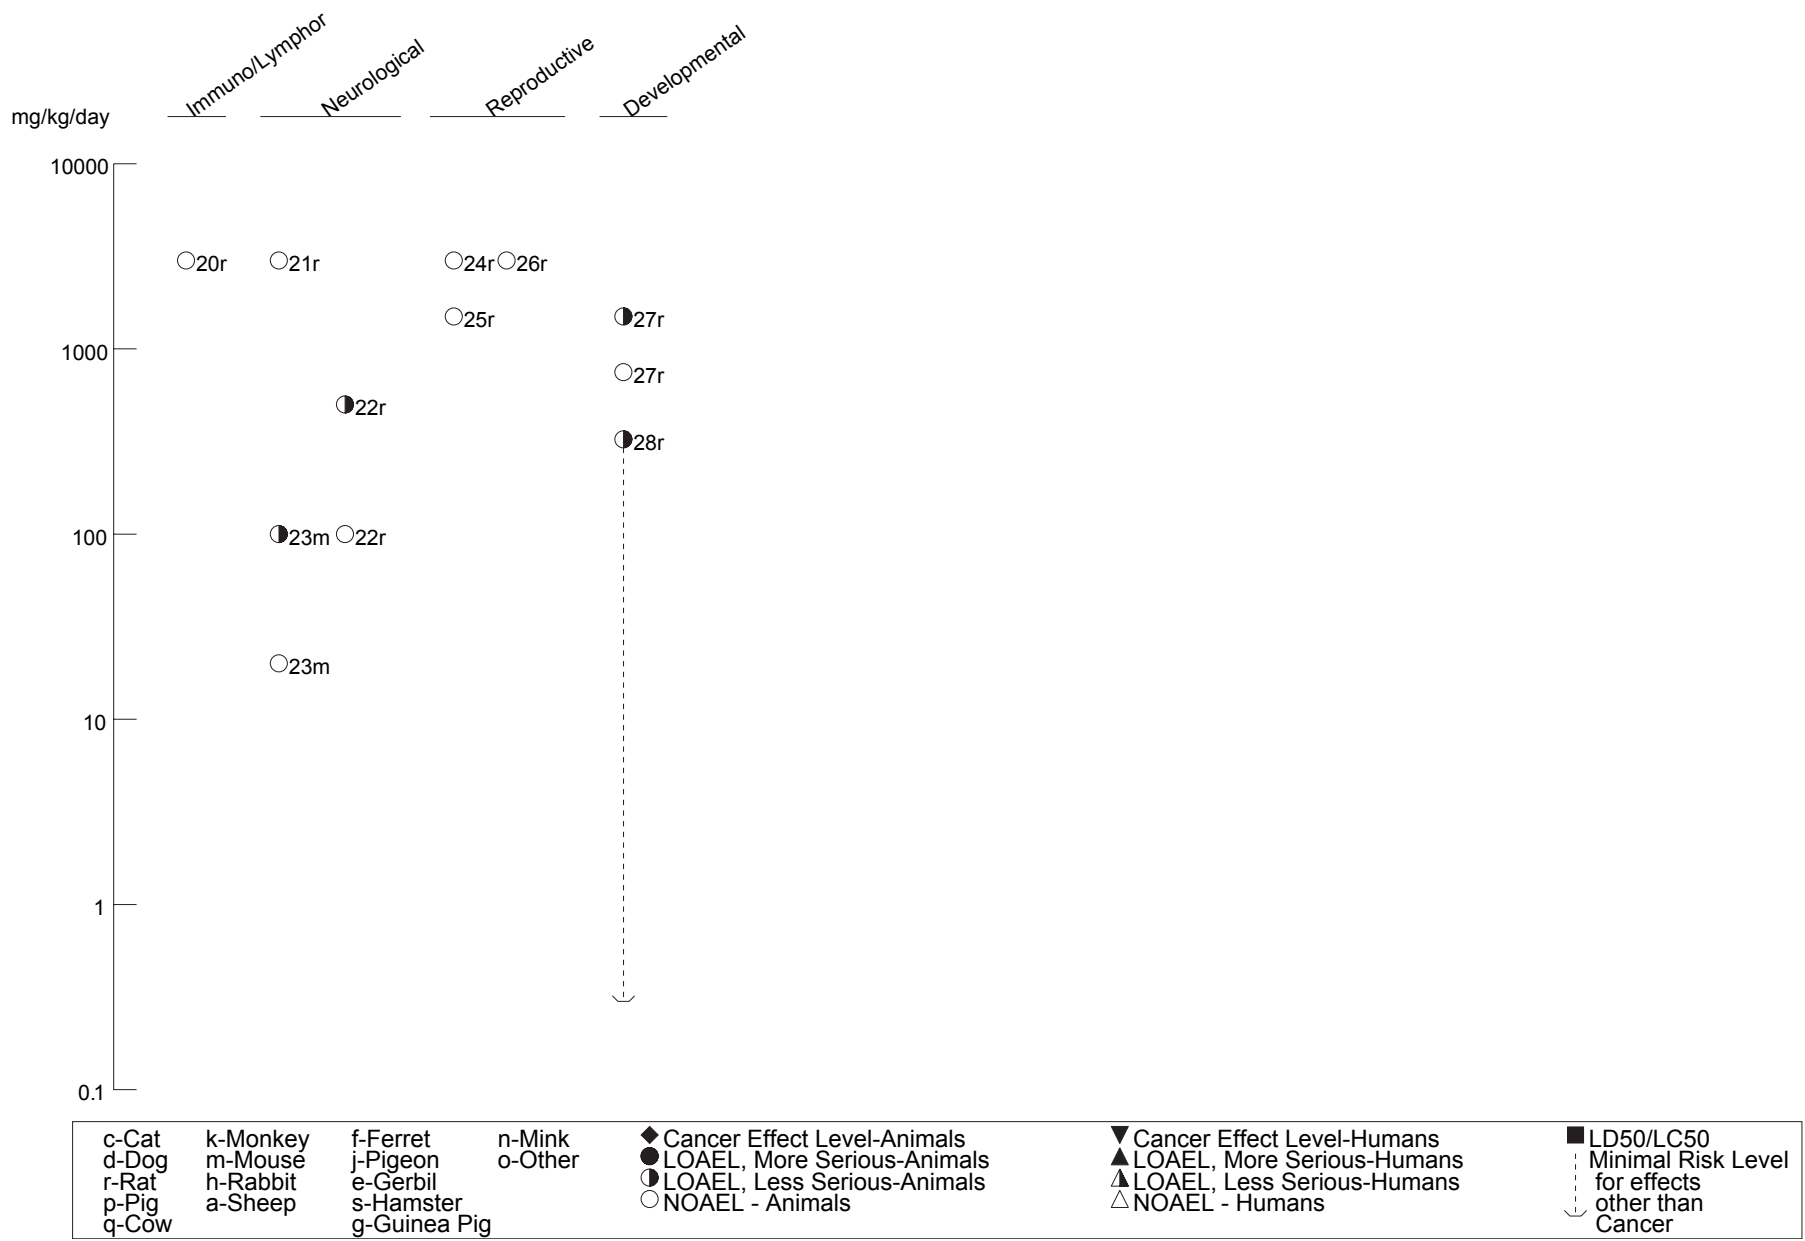 Immuno/Lymphor
Neurological
Reproductive
Developmental
mg/kg/day
10000
20r 21r 24r 26r
25r 27r
1000
27r
22r
28r
100
23m 22r
23m
10
1
0.1
c-Cat k-Monkey f-Ferret n-Mink Cancer Effect Level-Animals Cancer Effect Level-Humans LD50/LC50
d-Dog m-Mouse j-Pigeon o-Other LOAEL, More Serious-Animals LOAEL, More Serious-Humans Minimal Risk Level
r-Rat h-Rabbit e-Gerbil LOAEL, Less Serious-Animals LOAEL, Less Serious-Humans for effects
p-Pig a-Sheep s-Hamster NOAEL - Animals NOAEL - Humans other than
q-Cow g-Guinea Pig Cancer